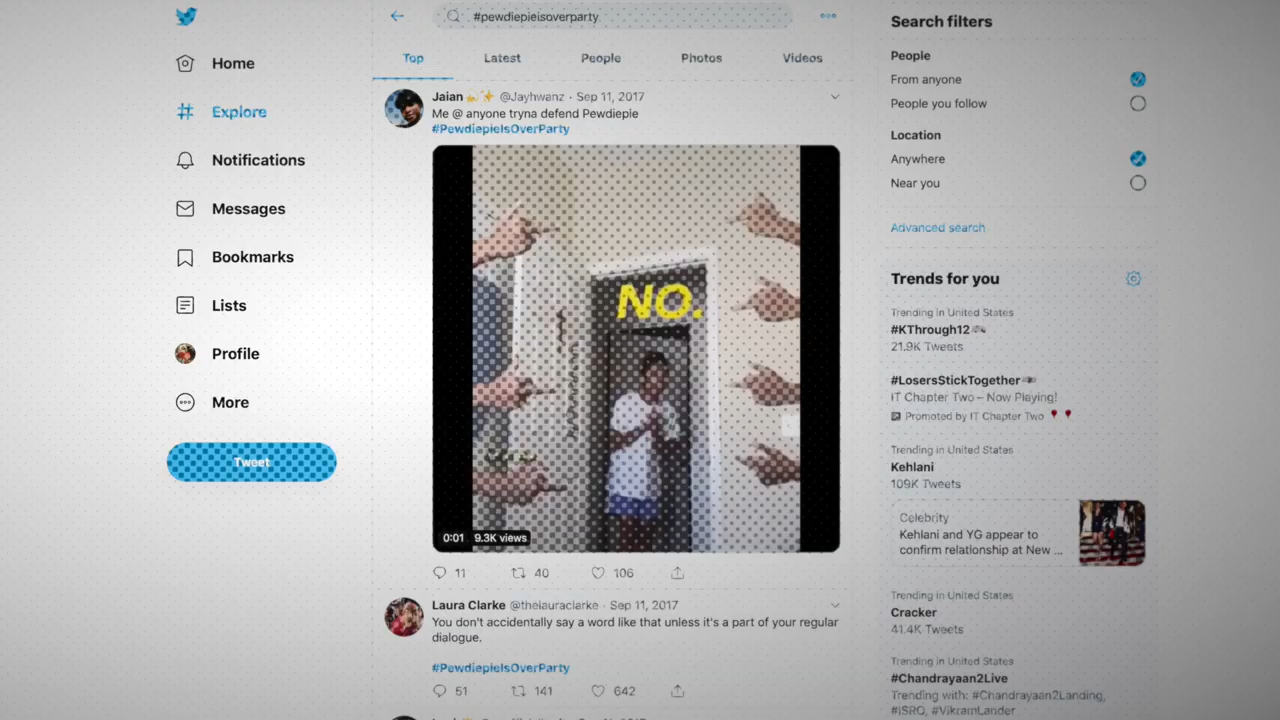 #pewdiepieisoverparty
Home
Explore
Notifications
Messages
Bookmarks
Lists
Profile
More
Tweet
Top
Latest
People
Photos
Videos
Jaian @Jayhwanz · Sep 11, 2017
Me @ anyone tryna defend Pewdiepie
#PewdiepieIsOverParty
NO.
0:01 9.3K views
11
40
106
Laura Clarke @thelauraclarke · Sep 11, 2017
You don't accidentally say a word like that unless it's a part of your regular
dialogue.
#PewdiepieIsOverParty
51
141
642
Search filters
People
From anyone
People you follow
Location
Anywhere
Near you
Advanced search
Trends for you
Trending in United States
#KThrough12
21.9K Tweets
#LosersStickTogether
IT Chapter Two – Now Playing!
Promoted by IT Chapter Two
Trending in United States
Kehlani
109K Tweets
Celebrity
Kehlani and YG appear to
confirm relationship at New ...
Trending in United States
Cracker
41.4K Tweets
Trending in United States
#Chandrayaan2Live
Trending with: #Chandrayaan2Landing,
#ISRO, #VikramLander